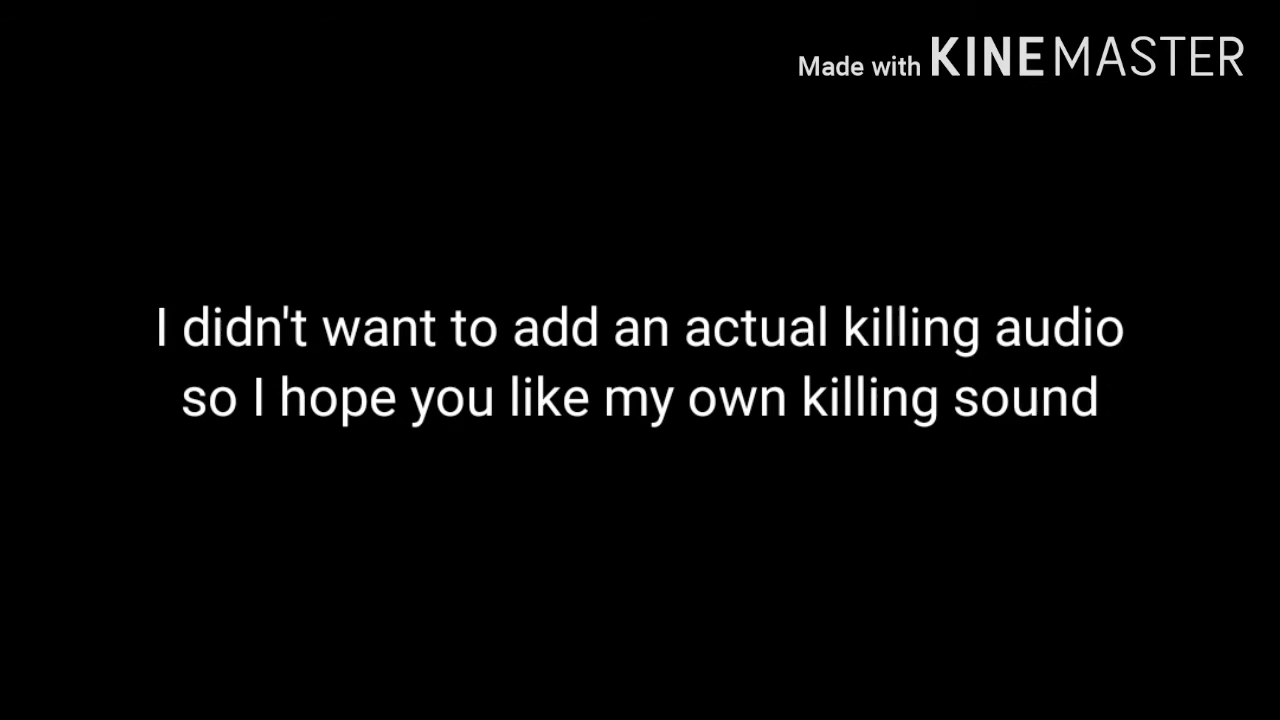 Made with KINEMASTER
I didn't want to add an actual killing audio
so I hope you like my own killing sound